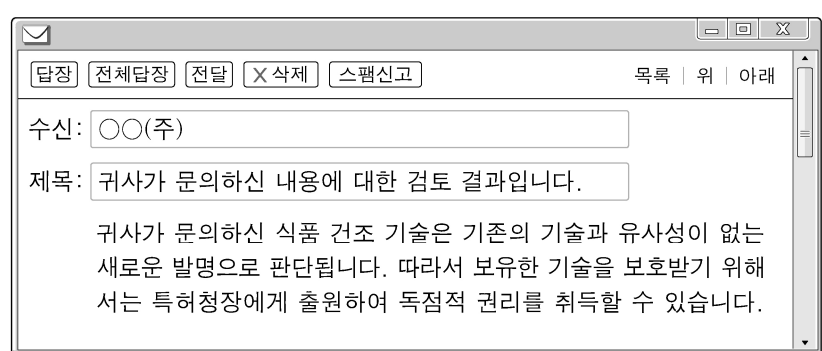 답장 전체답장 전달 X삭제 스팸신고 목록 | 위 | 아래
수신: ○○(주)
제목: 귀사가 문의하신 내용에 대한 검토 결과입니다.
귀사가 문의하신 식품 건조 기술은 기존의 기술과 유사성이 없는
새로운 발명으로 판단됩니다. 따라서 보유한 기술을 보호받기 위해
서는 특허청장에게 출원하여 독점적 권리를 취득할 수 있습니다.